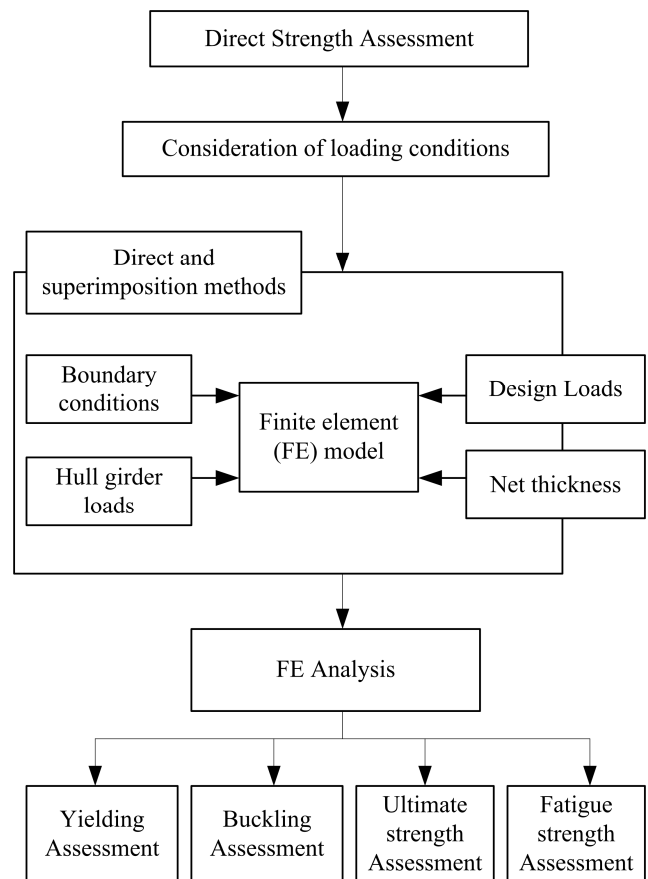 Direct Strength Assessment
Consideration of loading conditions
Direct and
superimposition methods
Boundary
conditions
Hull girder
loads
Finite element
(FE) model
Design Loads
Net thickness
FE Analysis
Yielding
Assessment
Buckling
Assessment
Ultimate
strength
Assessment
Fatigue
strength
Assessment